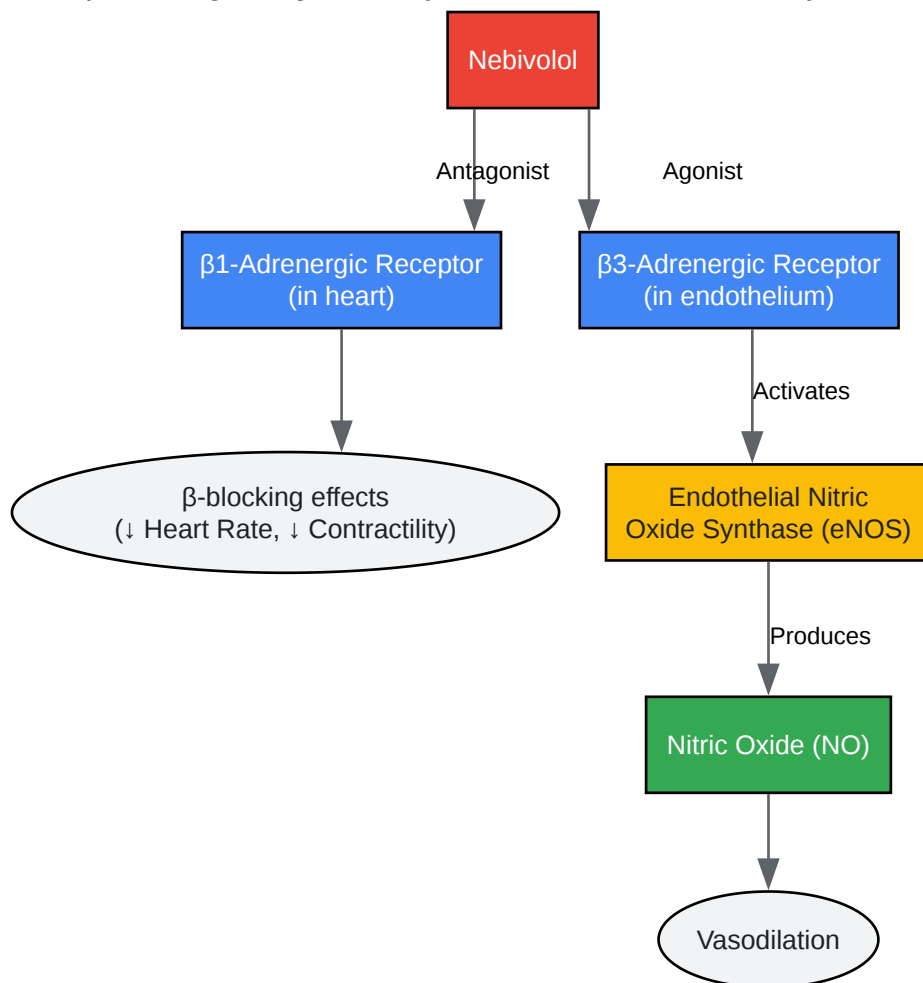 Nebivolol
Antagonist
Agonist
β1-Adrenergic Receptor
(in heart)
β3-Adrenergic Receptor
(in endothelium)
Activates
β-blocking effects
(↓ Heart Rate, ↓ Contractility)
Endothelial Nitric
Oxide Synthase (eNOS)
Produces
Nitric Oxide (NO)
Vasodilation